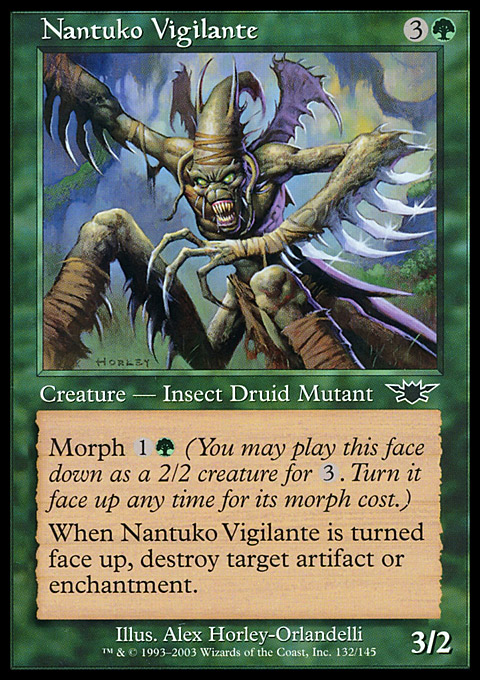 Nantuko Vigilante 3
HORLEY
Creature — Insect Druid Mutant
Morph 1 (You may play this face
down as a 2/2 creature for 3. Turn it
face up any time for its morph cost.)
When Nantuko Vigilante is turned
face up, destroy target artifact or
enchantment.
Illus. Alex Horley-Orlandelli
3/2
™ & © 1993-2003 Wizards of the Coast, Inc. 132/145